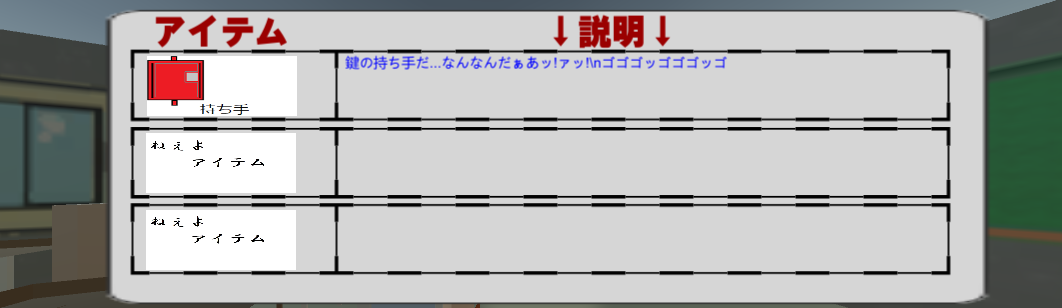 アイテム
↓説明↓
鍵の持ち手だ...なんなんだぁあッ!ァッ!\nゴゴゴッゴゴゴッゴ
持ち手
ねぇよ
アイテム
ねぇよ
アイテム